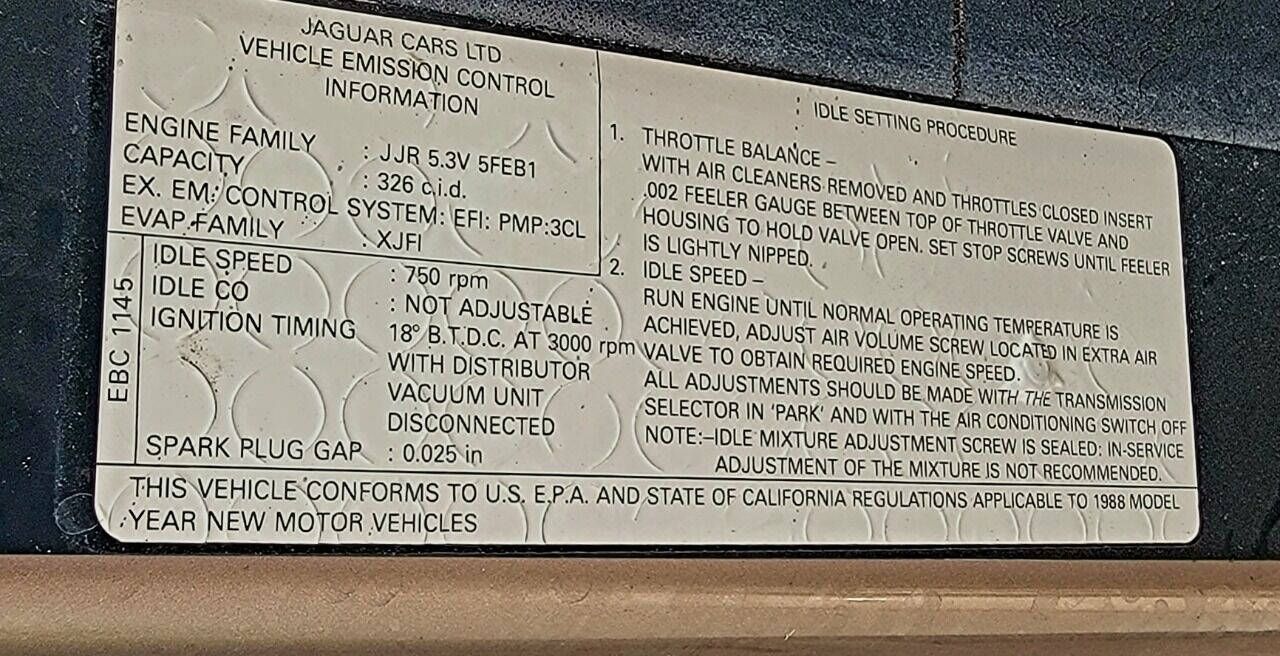 JAGUAR CARS LTD
VEHICLE EMISSION CONTROL
INFORMATION
ENGINE FAMILY : JJR 5.3V 5FEB1
CAPACITY : 326 c.i.d.
EX. EM. CONTROL SYSTEM: EFI: PMP:3CL
EVAP FAMILY : XJFI
EBC 1145
IDLE SPEED : 750 rpm
IDLE CO : NOT ADJUSTABLE
IGNITION TIMING 18° B.T.D.C. AT 3000 rpm
WITH DISTRIBUTOR
VACUUM UNIT
DISCONNECTED
SPARK PLUG GAP : 0.025 in
IDLE SETTING PROCEDURE
1. THROTTLE BALANCE –
WITH AIR CLEANERS REMOVED AND THROTTLES CLOSED INSERT
.002 FEELER GAUGE BETWEEN TOP OF THROTTLE VALVE AND
HOUSING TO HOLD VALVE OPEN. SET STOP SCREWS UNTIL FEELER
IS LIGHTLY NIPPED.
2. IDLE SPEED –
RUN ENGINE UNTIL NORMAL OPERATING TEMPERATURE IS
ACHIEVED, ADJUST AIR VOLUME SCREW LOCATED IN EXTRA AIR
VALVE TO OBTAIN REQUIRED ENGINE SPEED.
ALL ADJUSTMENTS SHOULD BE MADE WITH THE TRANSMISSION
SELECTOR IN 'PARK' AND WITH THE AIR CONDITIONING SWITCH OFF
NOTE:–IDLE MIXTURE ADJUSTMENT SCREW IS SEALED: IN-SERVICE
ADJUSTMENT OF THE MIXTURE IS NOT RECOMMENDED.
THIS VEHICLE CONFORMS TO U.S. E.P.A. AND STATE OF CALIFORNIA REGULATIONS APPLICABLE TO 1988 MODEL
YEAR NEW MOTOR VEHICLES